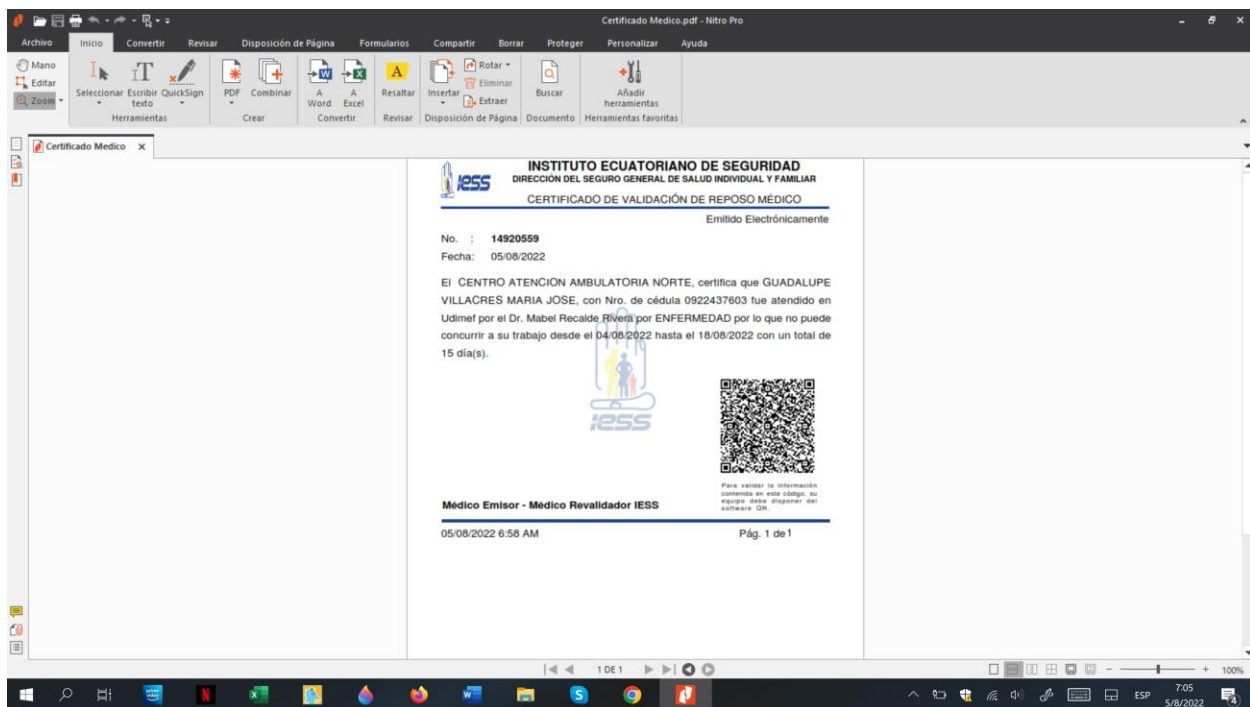 Certificado Medico.pdf - Nitro Pro
Archivo Inicio Convertir Revisar Disposición de Página Formularios Compartir Borrar Proteger Personalizar Ayuda
Mano
Editar
Zoom
Seleccionar Escribir texto QuickSign
Herramientas
PDF Combinar
Crear
A Word A Excel
Convertir
Resaltar
Revisar
Insertar Rotar
Eliminar
Extraer
Disposición de Página
Buscar
Documento
Añadir herramientas
Herramientas favoritas
Certificado Medico x
iess
INSTITUTO ECUATORIANO DE SEGURIDAD
DIRECCIÓN DEL SEGURO GENERAL DE SALUD INDIVIDUAL Y FAMILIAR
CERTIFICADO DE VALIDACIÓN DE REPOSO MÉDICO
Emitido Electrónicamente
No. : 14920559
Fecha: 05/08/2022
El CENTRO ATENCION AMBULATORIA NORTE, certifica que GUADALUPE
VILLACRES MARIA JOSE, con Nro. de cédula 0922437603 fue atendido en
Udimef por el Dr. Mabel Recalde Rivera por ENFERMEDAD por lo que no puede
concurrir a su trabajo desde el 04/08/2022 hasta el 18/08/2022 con un total de
15 día(s).
iess
Para validar la información
contenida en este código, su
equipo debe disponer del
software QR.
Médico Emisor - Médico Revalidador IESS
05/08/2022 6:58 AM Pág. 1 de 1
1 DE 1
100%
ESP
7:05
5/8/2022